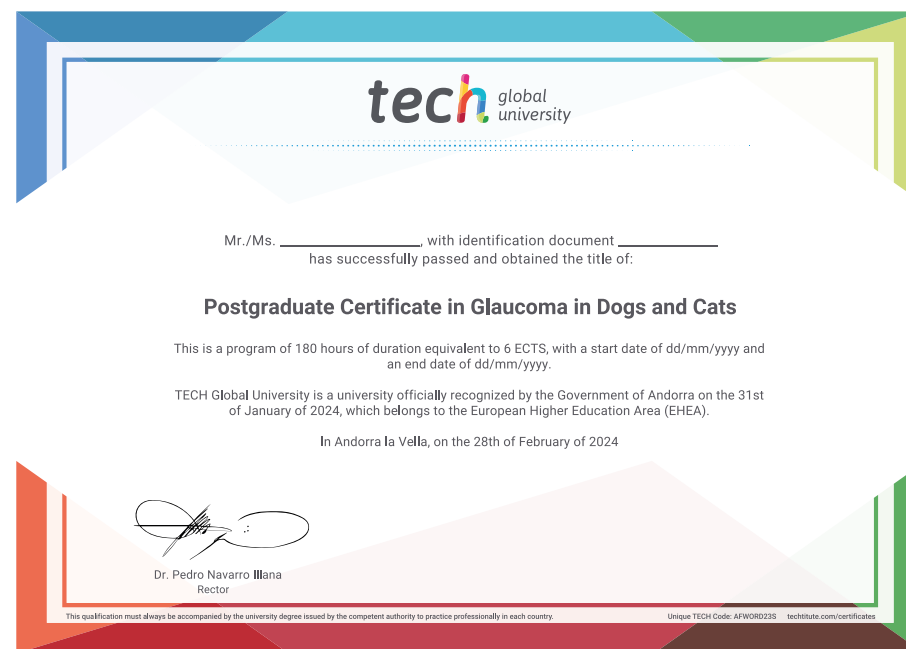 tech global university
Mr./Ms. ____________________, with identification document ______________
has successfully passed and obtained the title of:
Postgraduate Certificate in Glaucoma in Dogs and Cats
This is a program of 180 hours of duration equivalent to 6 ECTS, with a start date of dd/mm/yyyy and
an end date of dd/mm/yyyy.
TECH Global University is a university officially recognized by the Government of Andorra on the 31st
of January of 2024, which belongs to the European Higher Education Area (EHEA).
In Andorra la Vella, on the 28th of February of 2024
Dr. Pedro Navarro Illana
Rector
This qualification must always be accompanied by the university degree issued by the competent authority to practice professionally in each country.
Unique TECH Code: AFWORD23S techtitute.com/certificates